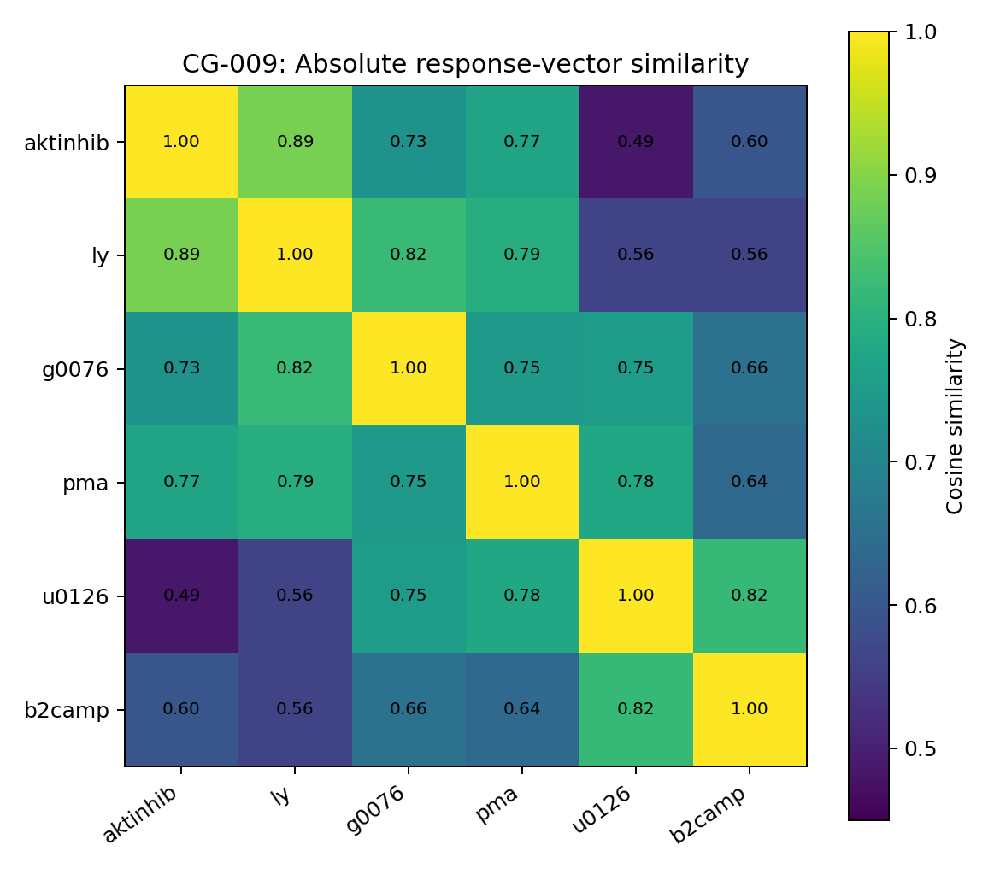 CG-009: Absolute response-vector similarity
aktinhib 1.00 0.89 0.73 0.77 0.49 0.60
ly 0.89 1.00 0.82 0.79 0.56 0.56
g0076 0.73 0.82 1.00 0.75 0.75 0.66
pma 0.77 0.79 0.75 1.00 0.78 0.64
u0126 0.49 0.56 0.75 0.78 1.00 0.82
b2camp 0.60 0.56 0.66 0.64 0.82 1.00
aktinhib ly g0076 pma u0126 b2camp
1.0
0.9
0.8
0.7
0.6
0.5
Cosine similarity